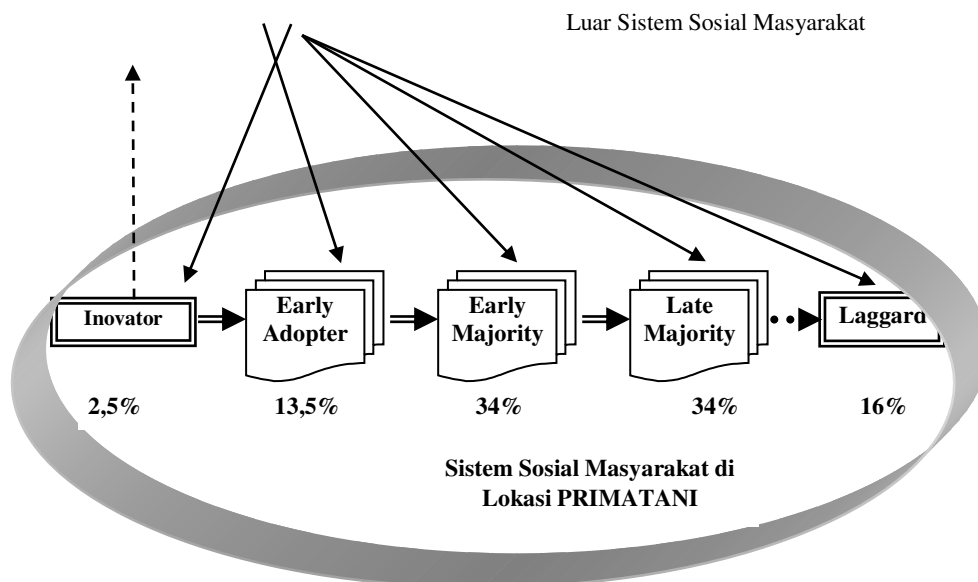 Luar Sistem Sosial Masyarakat
Inovator
Early
Adopter
Early
Majority
Late
Majority
Laggard
2,5%
13,5%
34%
34%
16%
Sistem Sosial Masyarakat di
Lokasi PRIMATANI